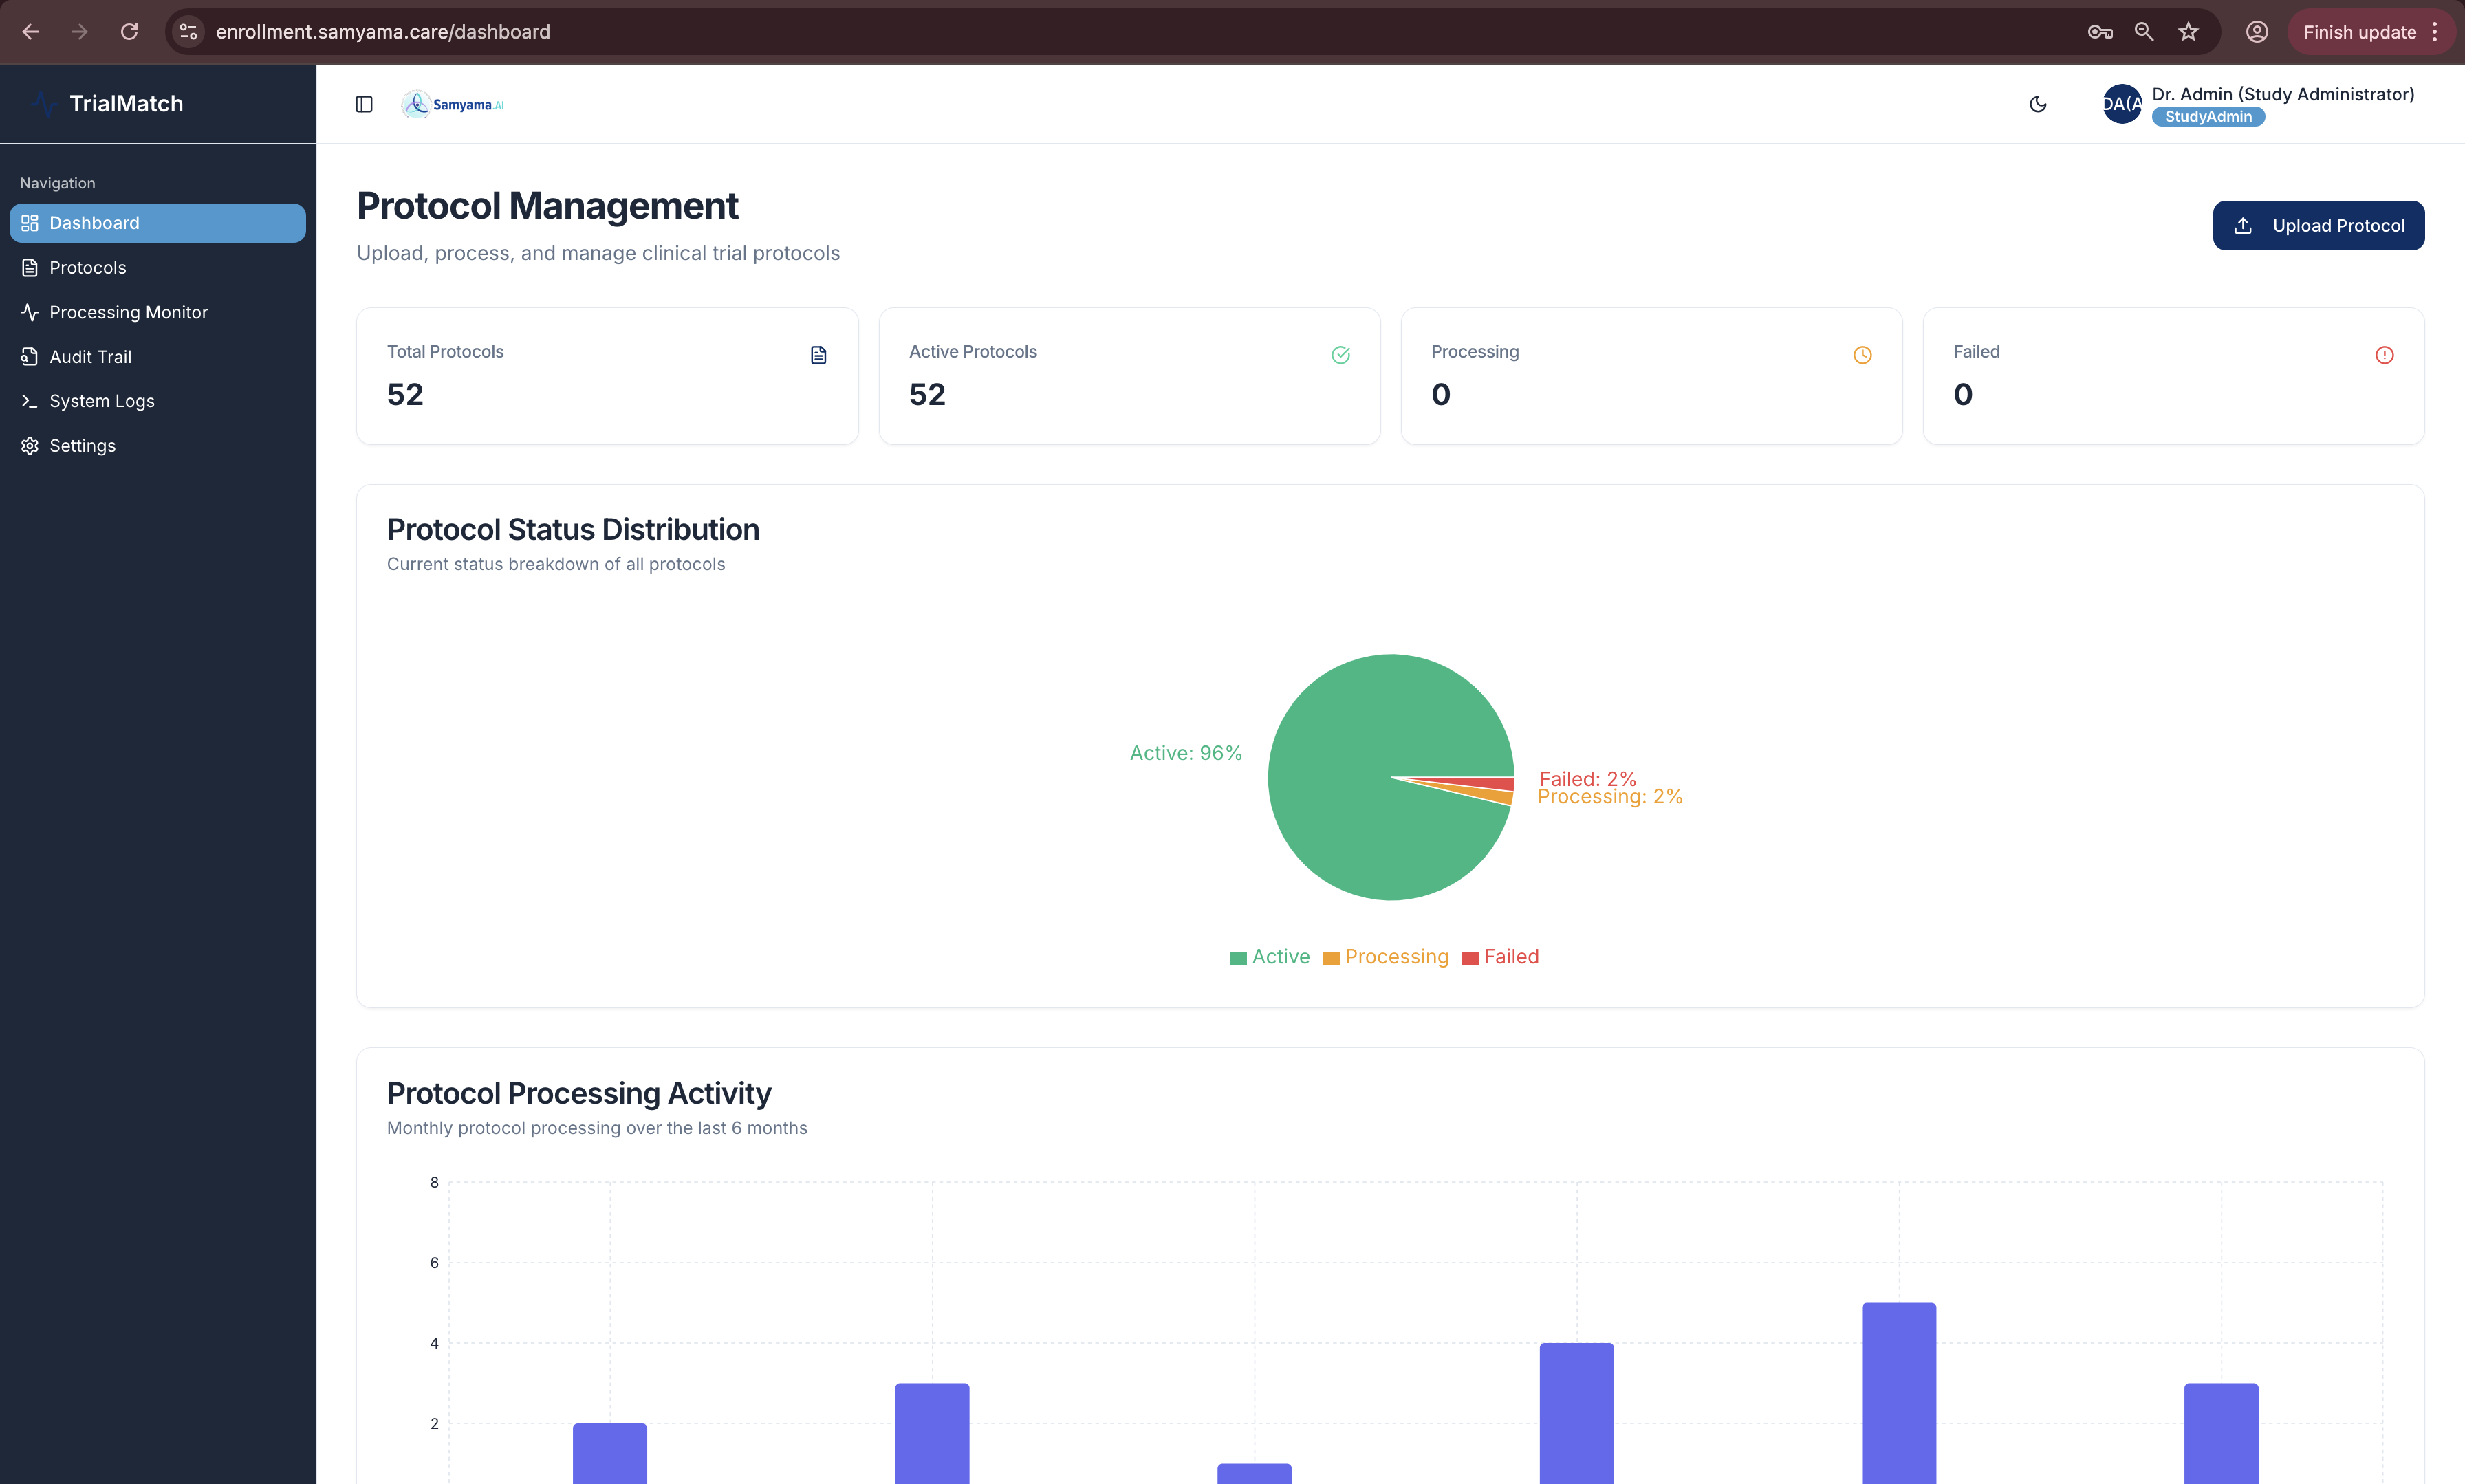 enrollment.samyama.care/dashboard
Finish update
TrialMatch
Samyama.AI
DA(A
Dr. Admin (Study Administrator)
StudyAdmin
Navigation
Dashboard
Protocols
Processing Monitor
Audit Trail
System Logs
Settings
Protocol Management
Upload, process, and manage clinical trial protocols
Upload Protocol
Total Protocols
52
Active Protocols
52
Processing
0
Failed
0
Protocol Status Distribution
Current status breakdown of all protocols
Active: 96%
Failed: 2%
Processing: 2%
Active Processing Failed
Protocol Processing Activity
Monthly protocol processing over the last 6 months
8
6
4
2